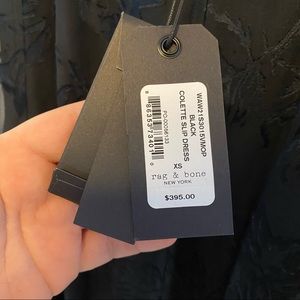 WAW21S3015VMOP
BLACK
COLETTE SLIP DRESS
XS
rag & bone
NEW YORK
$395.00